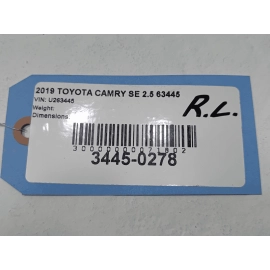 2019 TOYOTA CAMRY SE 2.5 63445
VIN: U263445
Weight:
Dimensions
R.L.
3445-0278